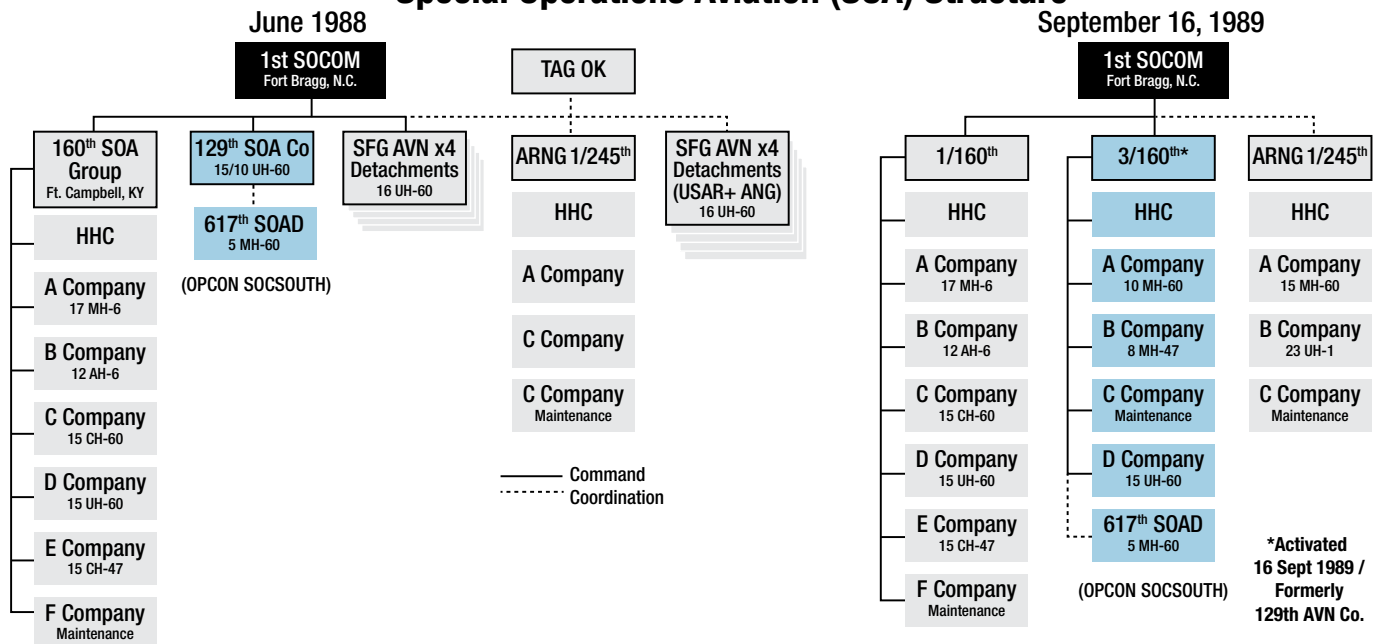 Special Operations Aviation (SOA) Structure
June 1988
1st SOCOM
Fort Bragg, N.C.
TAG OK
160th SOA
Group
Ft. Campbell, KY
HHC
A Company
17 MH-6
B Company
12 AH-6
C Company
15 CH-60
D Company
15 UH-60
E Company
15 CH-47
F Company
Maintenance
129th SOA Co
15/10 UH-60
617th SOAD
5 MH-60
(OPCON SOCSOUTH)
SFG AVN x4
Detachments
16 UH-60
ARNG 1/245th
HHC
A Company
C Company
C Company
Maintenance
SFG AVN x4
Detachments
(USAR+ ANG)
16 UH-60
Command
Coordination
September 16, 1989
1st SOCOM
Fort Bragg, N.C.
1/160th
HHC
A Company
17 MH-6
B Company
12 AH-6
C Company
15 CH-60
D Company
15 UH-60
E Company
15 CH-47
F Company
Maintenance
3/160th*
HHC
A Company
10 MH-60
B Company
8 MH-47
C Company
Maintenance
D Company
15 UH-60
617th SOAD
5 MH-60
(OPCON SOCSOUTH)
ARNG 1/245th
HHC
A Company
15 MH-60
B Company
23 UH-1
C Company
Maintenance
*Activated
16 Sept 1989 /
Formerly
129th AVN Co.